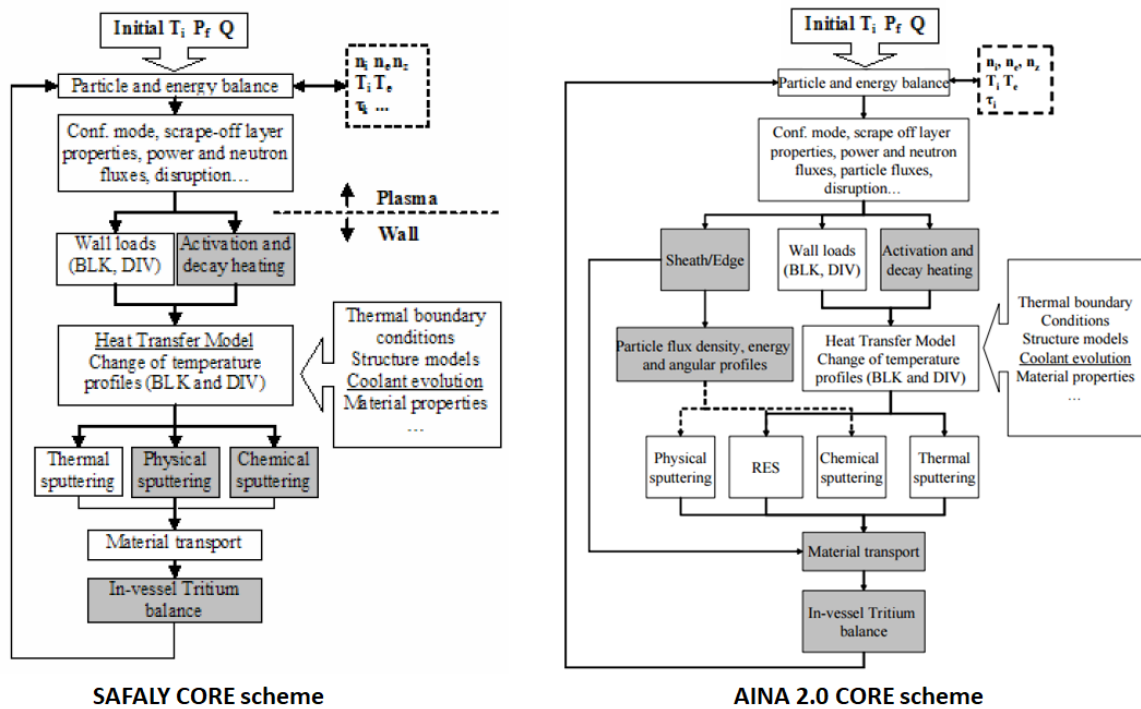 Initial Ti Pf Q
Particle and energy balance
ni ne nz
Ti Te
τk ...
Conf. mode, scrape-off layer
properties, power and neutron
fluxes, disruption…
Plasma
Wall
Wall loads
(BLK, DIV)
Activation and
decay heating
Heat Transfer Model
Change of temperature
profiles (BLK and DIV)
Thermal boundary
conditions
Structure models
Coolant evolution
Material properties
…
Thermal
sputtering
Physical
sputtering
Chemical
sputtering
Material transport
In-vessel Tritium
balance
SAFALY CORE scheme
Initial Ti Pf Q
Particle and energy balance
ni, ne, nz
Ti Te
τi
Conf. mode, scrape off layer
properties, power and neutron
fluxes, particle fluxes,
disruption…
Sheath/Edge
Wall loads
(BLK, DIV)
Activation and
decay heating
Particle flux density, energy
and angular profiles
Heat Transfer Model
Change of temperature
profiles (BLK and DIV)
Thermal boundary
Conditions
Structure models
Coolant evolution
Material properties
…
Physical
sputtering
RES
Chemical
sputtering
Thermal
sputtering
Material transport
In-vessel Tritium
balance
AINA 2.0 CORE scheme